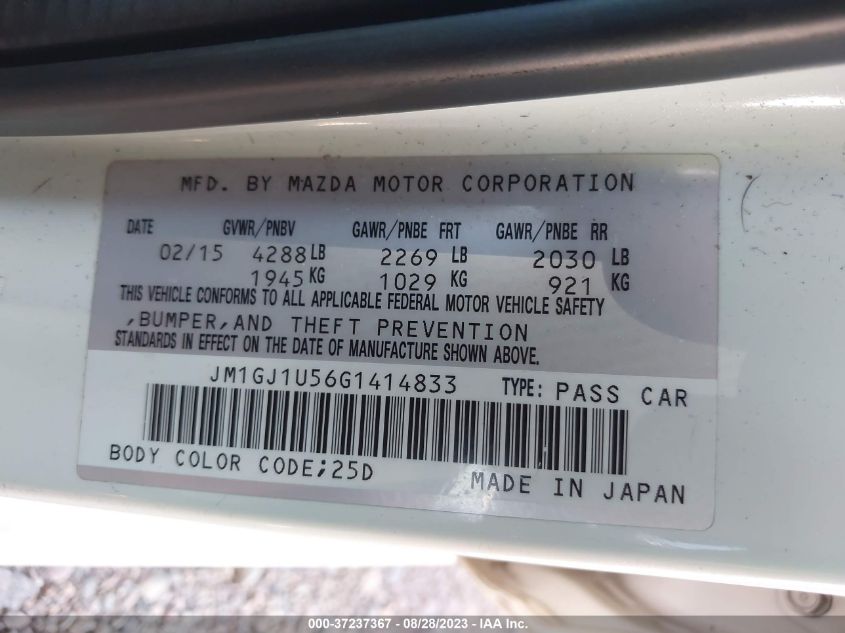 MFD. BY MAZDA MOTOR CORPORATION
DATE GVWR/PNBV GAWR/PNBE FRT GAWR/PNBE RR
02/15 4288 LB 2269 LB 2030 LB
1945 KG 1029 KG 921 KG
THIS VEHICLE CONFORMS TO ALL APPLICABLE FEDERAL MOTOR VEHICLE SAFETY
,BUMPER,AND THEFT PREVENTION
STANDARDS IN EFFECT ON THE DATE OF MANUFACTURE SHOWN ABOVE.
JM1GJ1U56G1414833 TYPE: PASS CAR
BODY COLOR CODE;25D
MADE IN JAPAN
000-37237367 - 08/28/2023 - IAA Inc.